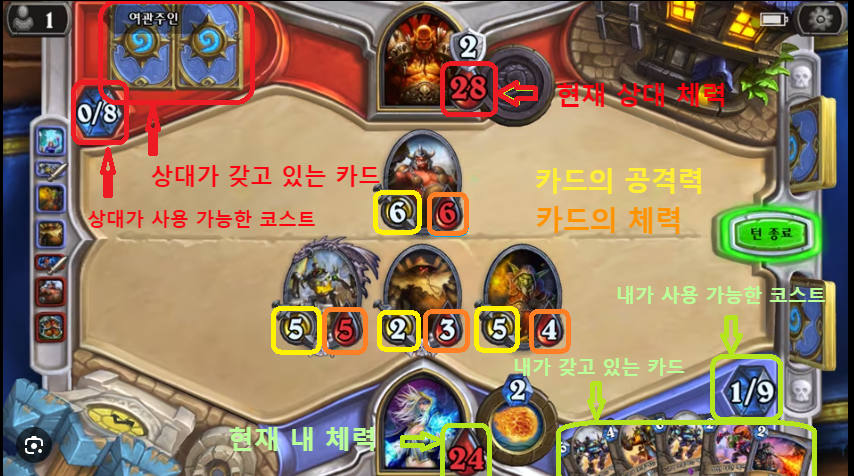 1
여관주인
2
28
현재 상대 체력
0/8
상대가 갖고 있는 카드
상대가 사용 가능한 코스트
카드의 공격력
6
6
카드의 체력
턴 종료
내가 사용 가능한 코스트
5
5
2
3
5
4
내가 갖고 있는 카드
2
1/9
현재 내 체력
24
4
2